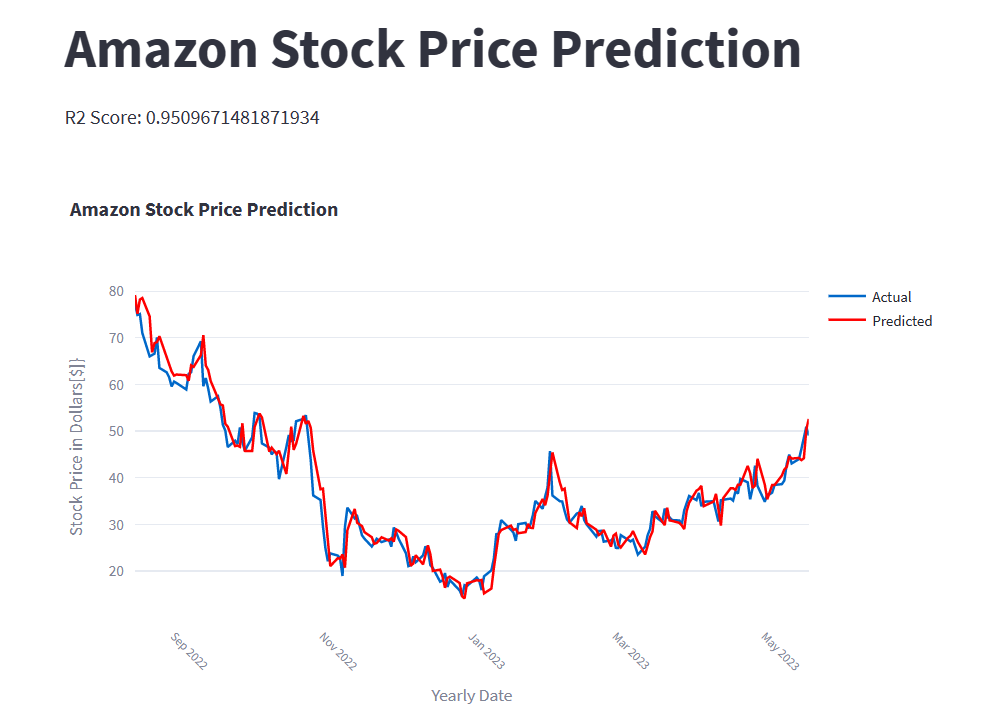 Amazon Stock Price Prediction
R2 Score: 0.9509671481871934
Amazon Stock Price Prediction
80
70
60
50
40
30
20
Stock Price in Dollars[$]}
Actual
Predicted
Sep 2022
Nov 2022
Jan 2023
Mar 2023
May 2023
Yearly Date